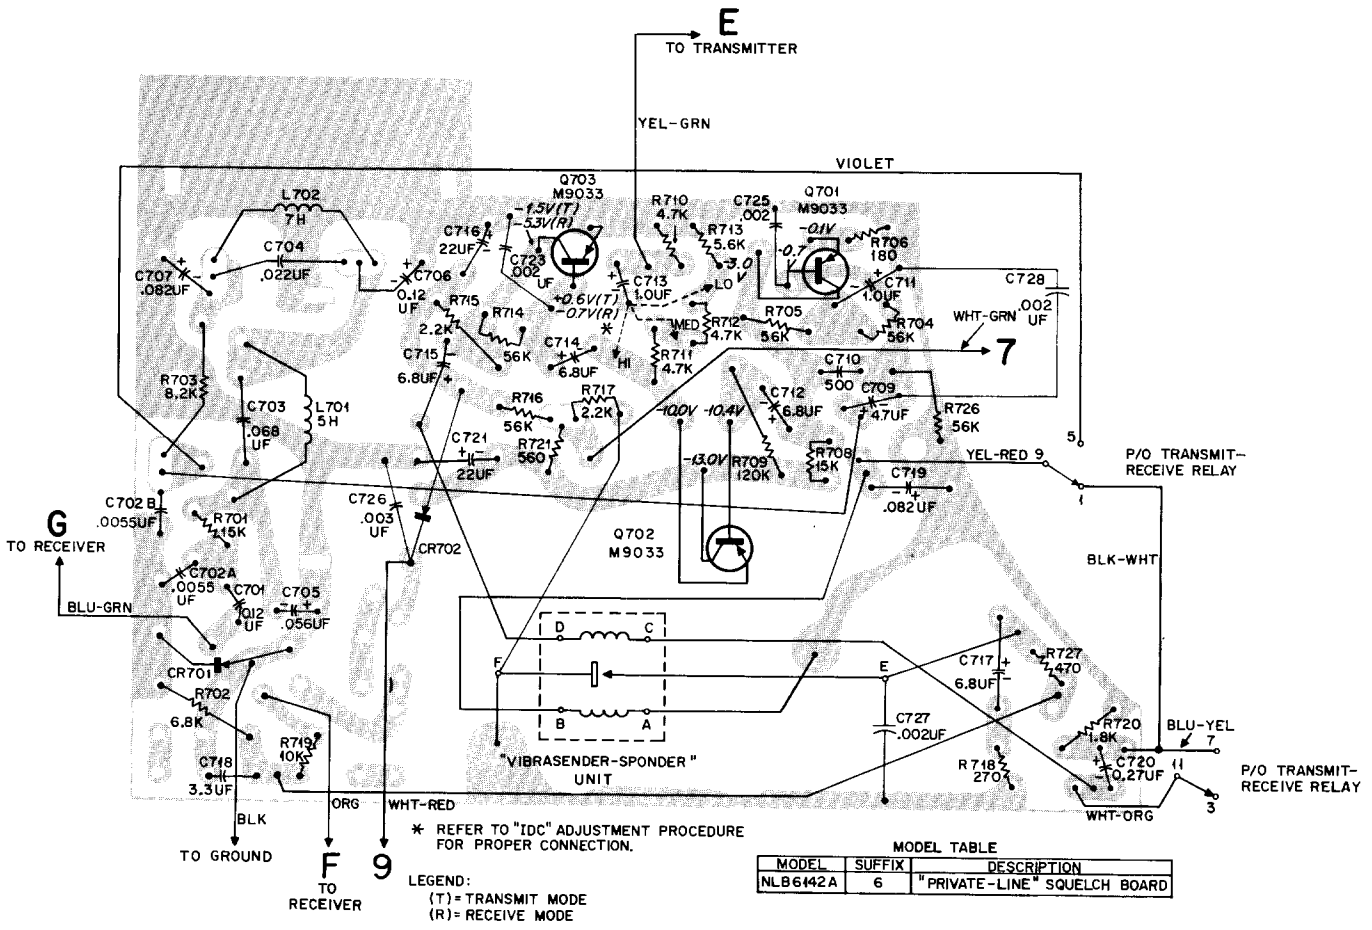 E
TO TRANSMITTER
YEL-GRN
VIOLET
L702
7H
C704
.022UF
C707
.082UF
C706
0.12
UF
C716
22UF
Q703
M9033
-1.5V(T)
-.53V(R)
C723
.002
UF
+0.6V(T)
-0.7V(R)
*
C713
1.0UF
R710
4.7K
R713
5.6K
-3.0
V
LO
MED
HI
R712
4.7K
R711
4.7K
C725
.002
Q701
M9033
-0.1V
-0.7
V
R706
180
C711
1.0UF
C728
.002
UF
R705
56K
R704
56K
WHT-GRN
7
R715
2.2K
R714
56K
C715
6.8UF
C714
6.8UF
R703
8.2K
C703
.068
UF
L701
5H
R716
56K
R717
2.2K
R721
560
C721
22UF
-10.0V
-10.4V
-13.0V
C712
6.8UF
C710
500
C709
4.7UF
R726
56K
R709
120K
R708
15K
C719
.082UF
YEL-RED
9
5
1
P/O TRANSMIT-
RECEIVE RELAY
C702 B
.0055UF
G
TO RECEIVER
R701
15K
C726
.003
UF
CR702
Q702
M9033
BLK-WHT
C702A
.0055
UF
C701
.012
UF
C705
.056UF
BLU-GRN
CR701
R702
6.8K
D
C
F
E
B
A
"VIBRASENDER-SPONDER"
UNIT
C717
6.8UF
R727
470
C727
.002UF
R719
10K
C718
3.3UF
R718
270
R720
1.8K
C720
0.27UF
BLU-YEL
7
11
3
P/O TRANSMIT-
RECEIVE RELAY
WHT-ORG
BLK
TO GROUND
ORG
F
TO
RECEIVER
WHT-RED
9
* REFER TO "IDC" ADJUSTMENT PROCEDURE
FOR PROPER CONNECTION.
LEGEND:
(T)=TRANSMIT MODE
(R)=RECEIVE MODE
MODEL TABLE
MODEL SUFFIX DESCRIPTION
NLB6142A 6 "PRIVATE-LINE" SQUELCH BOARD